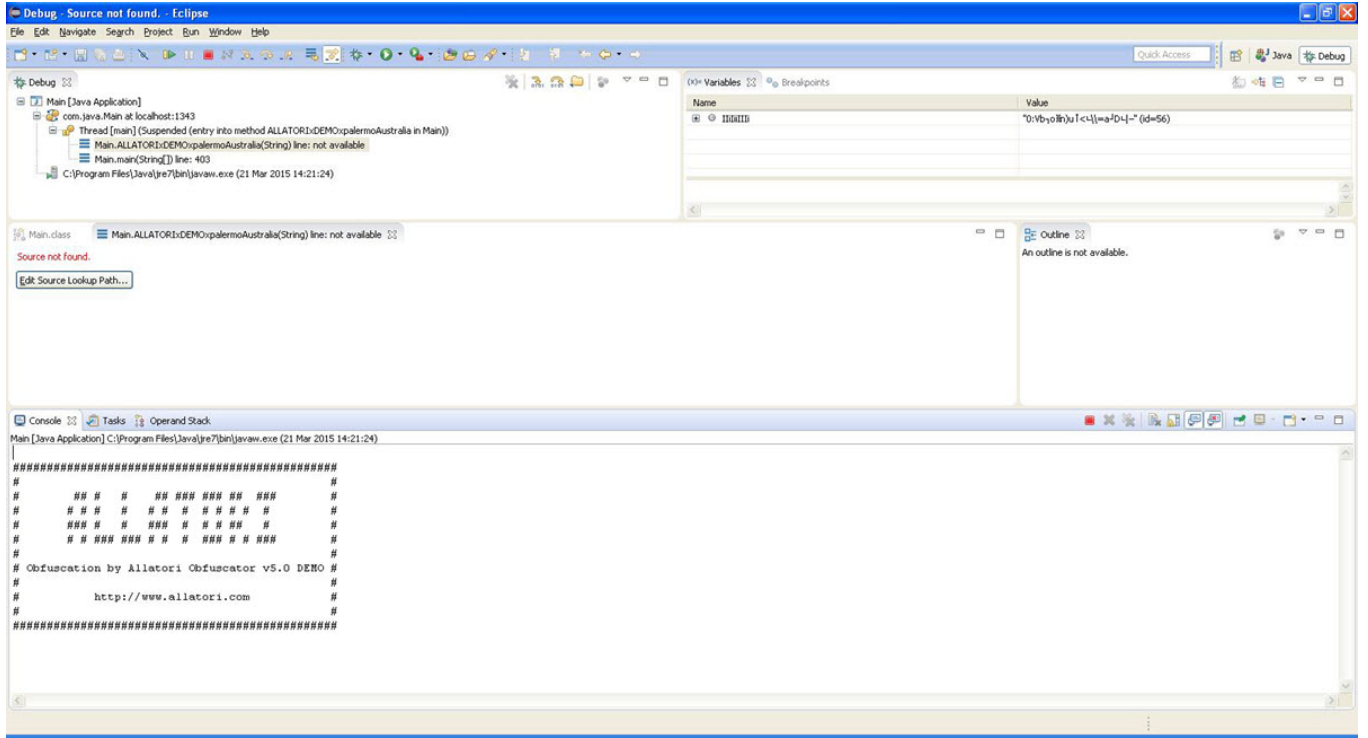 Debug - Source not found. - Eclipse
File Edit Navigate Search Project Run Window Help
Quick Access Java Debug
Debug
Main [Java Application]
com.java.Main at localhost:1343
Thread [main] (Suspended (entry into method ALLATORIxDEMOxpalermoAustralia in Main))
Main.ALLATORIxDEMOxpalermoAustralia(String) line: not available
Main.main(String[]) line: 403
C:\Program Files\Java\jre7\bin\javaw.exe (21 Mar 2015 14:21:24)
(x)= Variables Breakpoints
Name Value
(id=56)
Main.class Main.ALLATORIxDEMOxpalermoAustralia(String) line: not available
Source not found.
Edit Source Lookup Path...
Outline
An outline is not available.
Console Tasks Operand Stack
Main [Java Application] C:\Program Files\Java\jre7\bin\javaw.exe (21 Mar 2015 14:21:24)
################################################
# #
# ## # # ## ### ### ## ### #
# # # # # # # # # # # # # #
# ### # # ### # # # ## # #
# # # ### ### # # # ### # # ### #
# #
# Obfuscation by Allatori Obfuscator v5.0 DEMO #
# #
# http://www.allatori.com #
# #
################################################